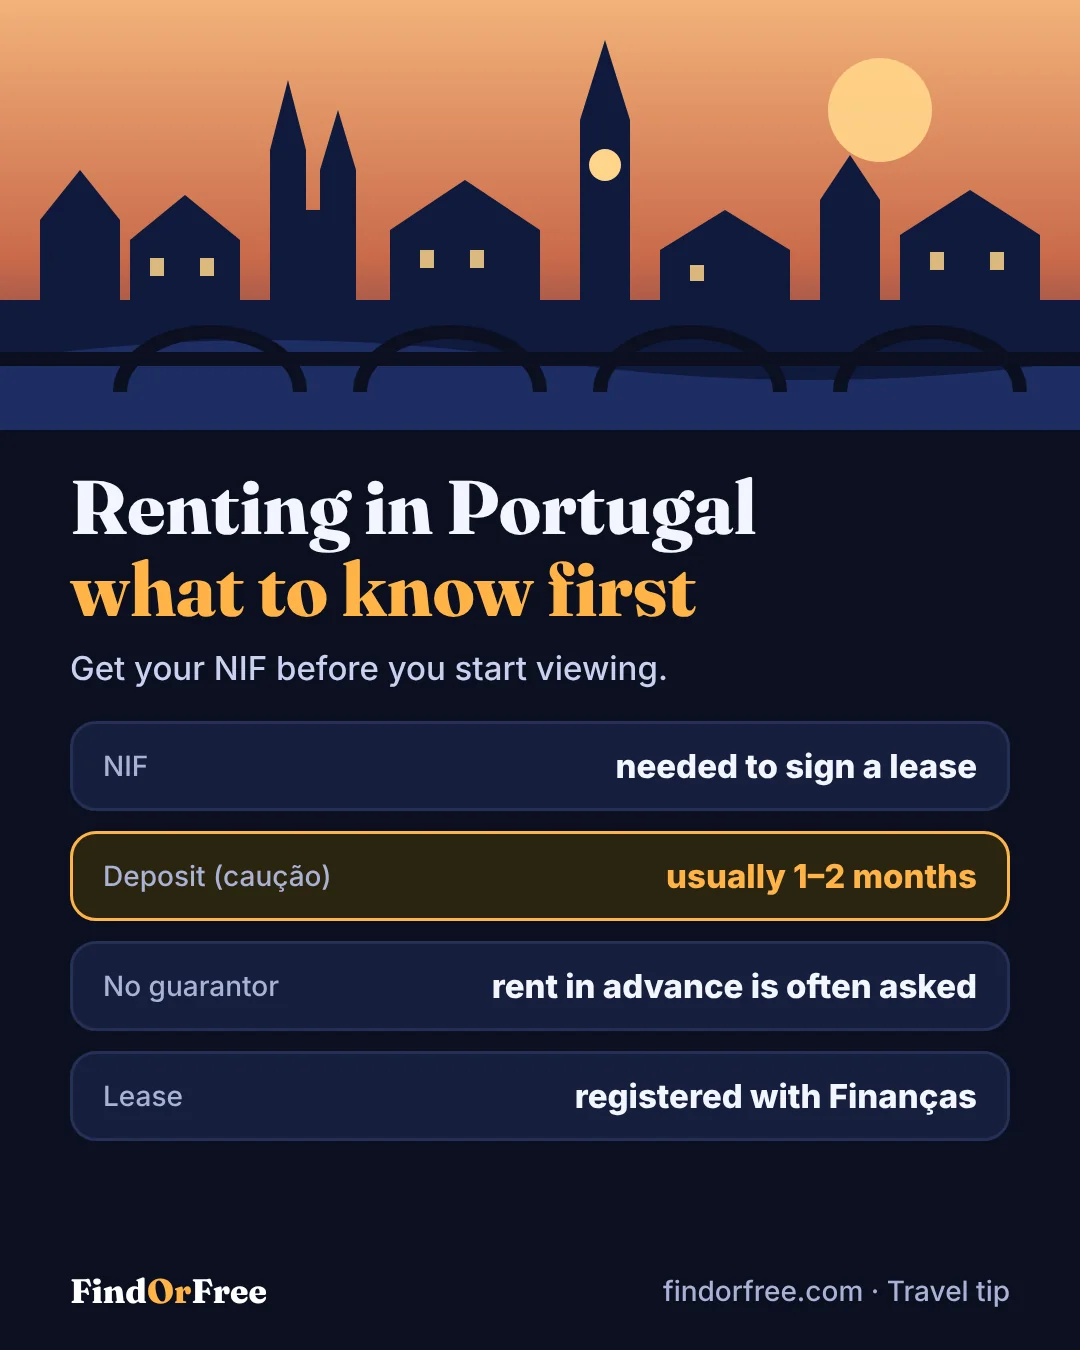 Renting in Portugal
what to know first
Get your NIF before you start viewing.
NIF needed to sign a lease
Deposit (caução) usually 1–2 months
No guarantor rent in advance is often asked
Lease registered with Finanças
FindOrFree findorfree.com · Travel tip